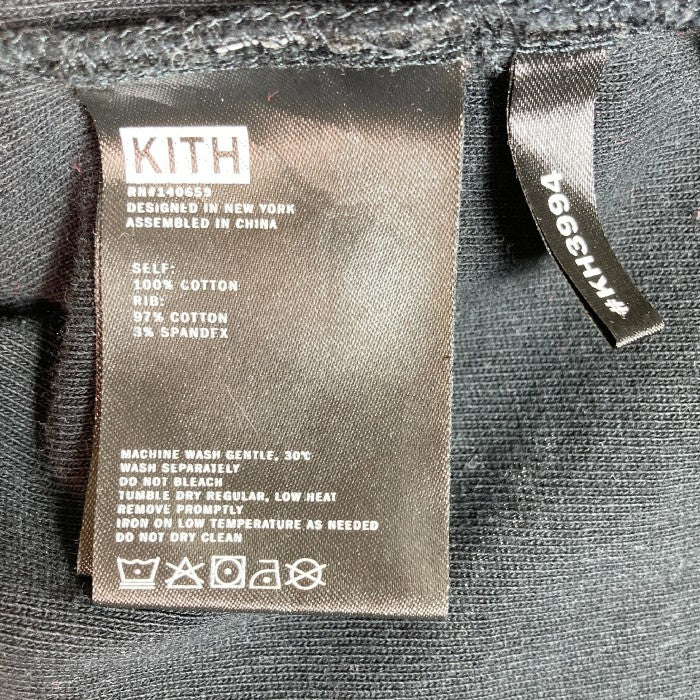 KITH
RN#140659
DESIGNED IN NEW YORK
ASSEMBLED IN CHINA
SELF:
100% COTTON
RIB:
97% COTTON
3% SPANDEX
MACHINE WASH GENTLE, 30℃
WASH SEPARATELY
DO NOT BLEACH
TUMBLE DRY REGULAR, LOW HEAT
REMOVE PROMPTLY
IRON ON LOW TEMPERATURE AS NEEDED
DO NOT DRY CLEAN
#KH3994